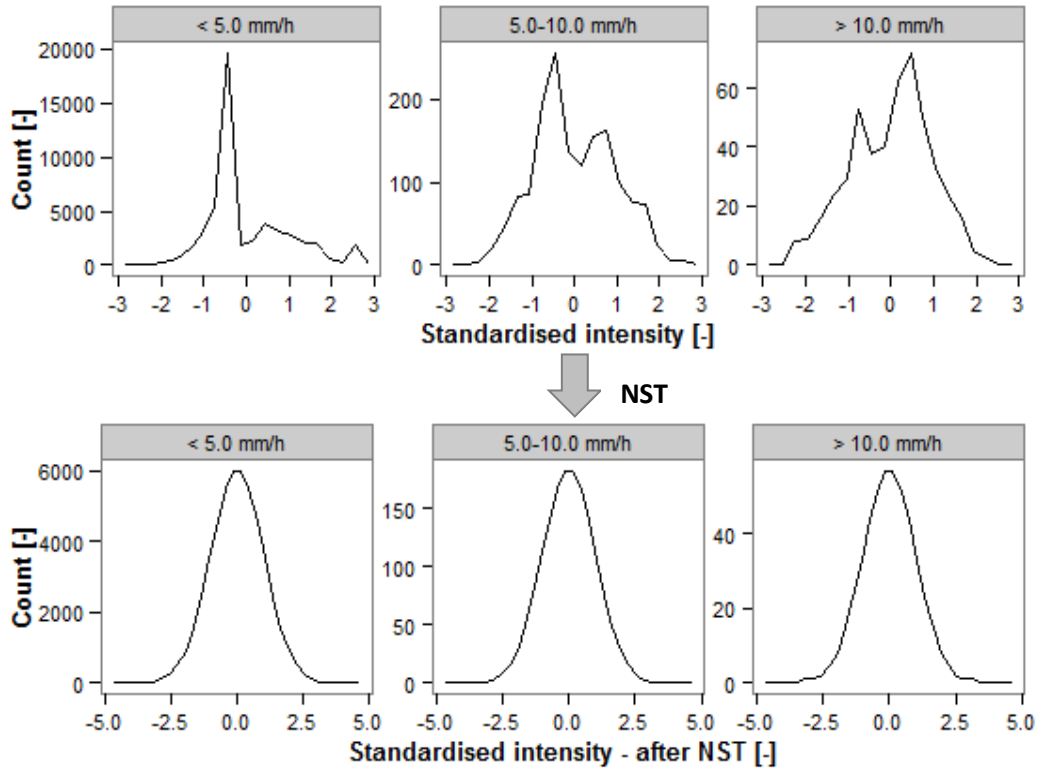 < 5.0 mm/h 5.0-10.0 mm/h > 10.0 mm/h
Count [-]
20000
15000
10000
5000
0
200
100
0
60
40
20
0
-3 -2 -1 0 1 2 3 -3 -2 -1 0 1 2 3 -3 -2 -1 0 1 2 3
Standardised intensity [-]
NST
< 5.0 mm/h 5.0-10.0 mm/h > 10.0 mm/h
Count [-]
6000
4000
2000
0
150
100
50
0
40
20
0
-5.0 -2.5 0.0 2.5 5.0 -5.0 -2.5 0.0 2.5 5.0 -5.0 -2.5 0.0 2.5 5.0
Standardised intensity - after NST [-]